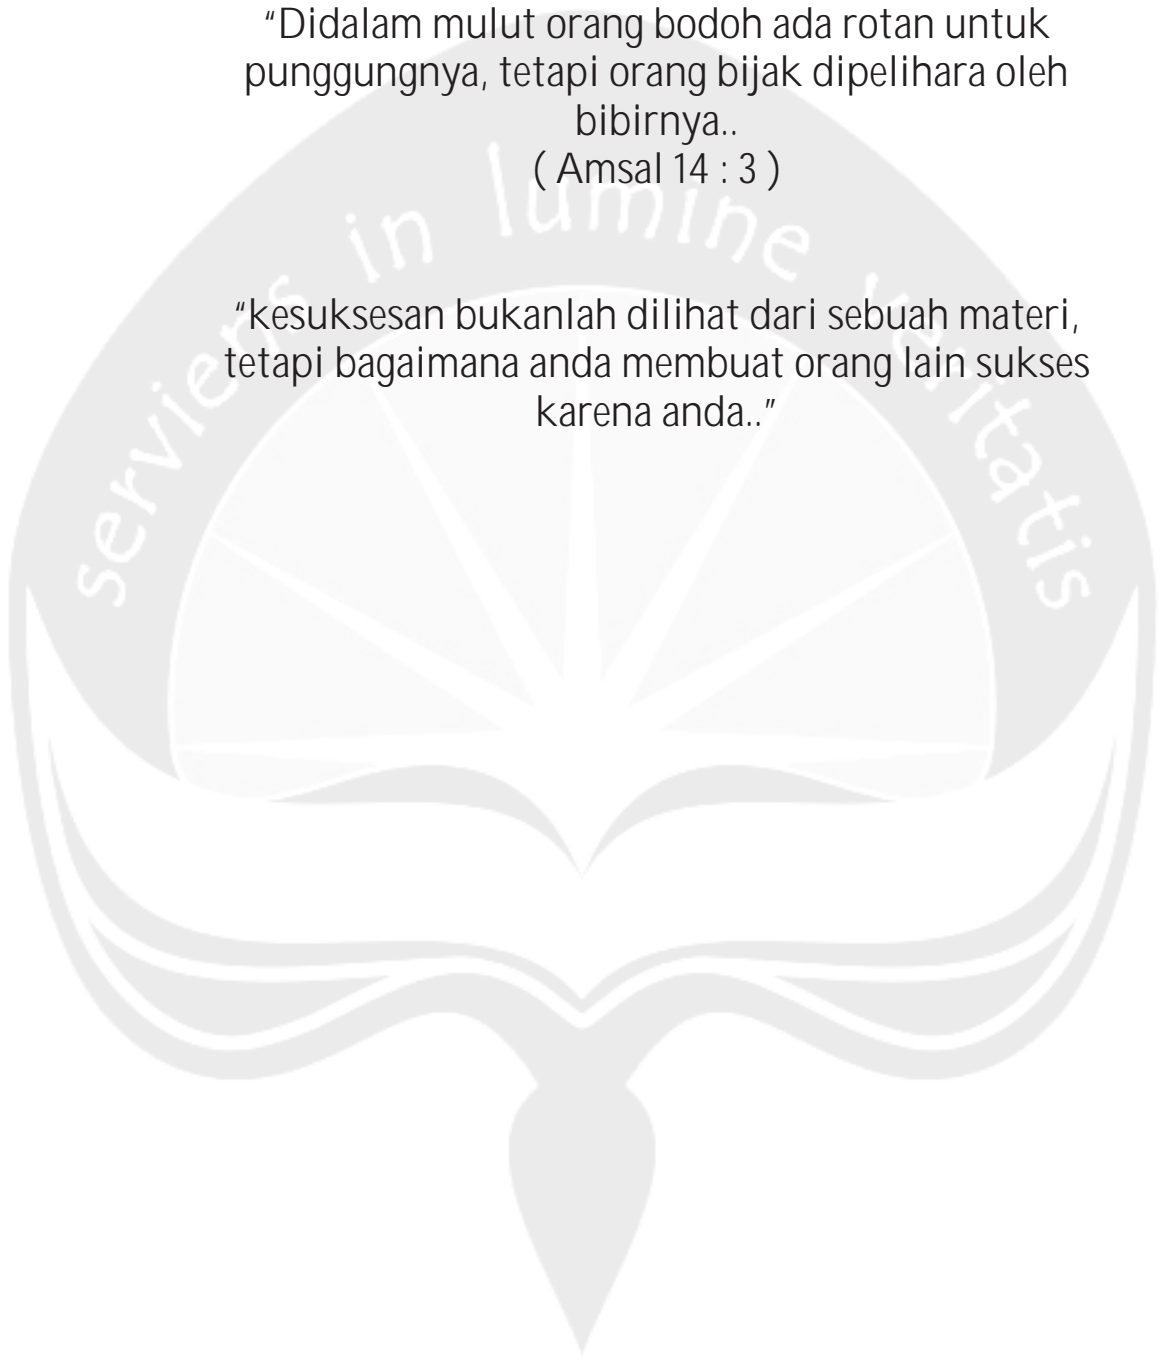 “Didalam mulut orang bodoh ada rotan untuk
punggungnya, tetapi orang bijak dipelihara oleh
bibirnya..
( Amsal 14 : 3 )
serviens in lumine veritatis
“kesuksesan bukanlah dilihat dari sebuah materi,
tetapi bagaimana anda membuat orang lain sukses
karena anda..”